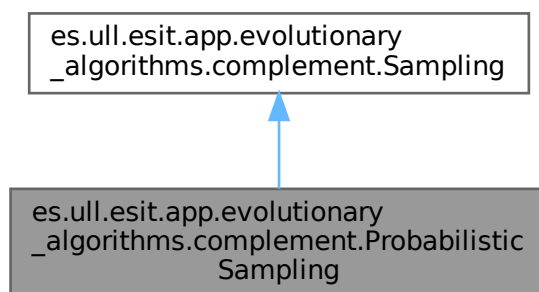 es.ull.esit.app.evolutionary
_algorithms.complement.Sampling
es.ull.esit.app.evolutionary
_algorithms.complement.Probabilistic
Sampling